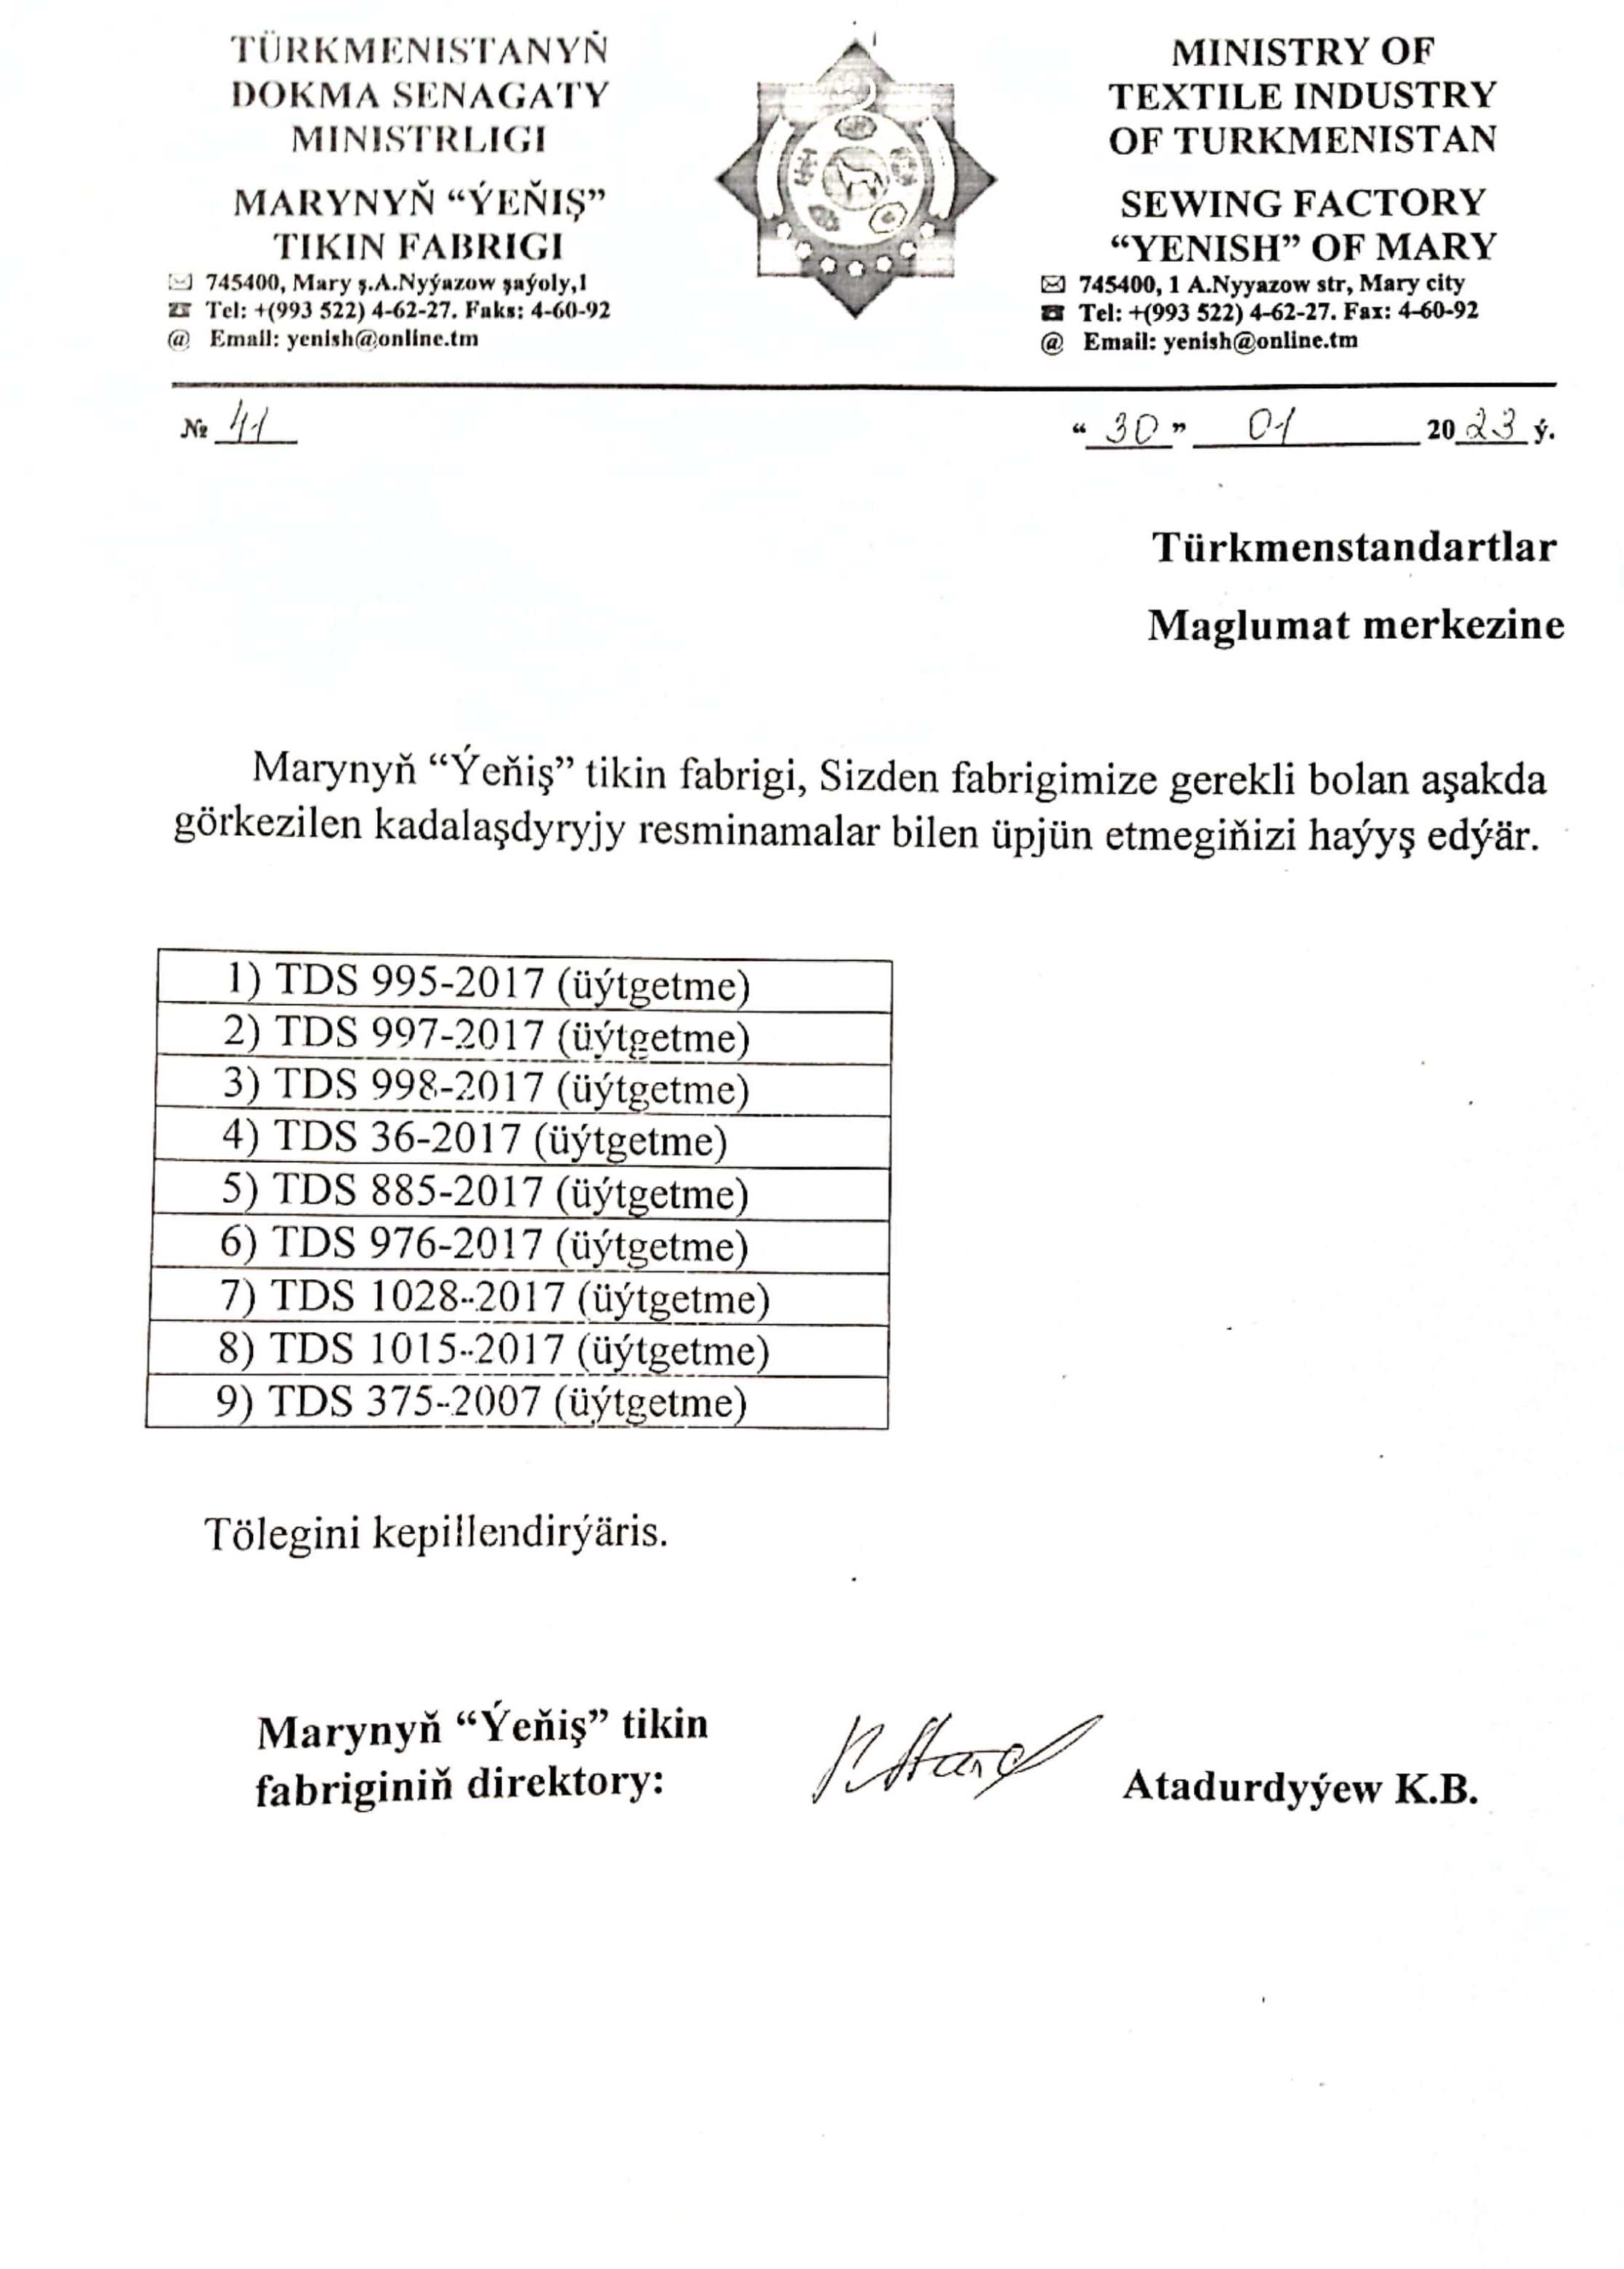 TÜRKMENISTANYŇ
DOKMA SENAGATY
MINISTRLIGI
MARYNYŇ “ÝEŇIŞ”
TIKIN FABRIGI
745400, Mary ş.A.Nyýazow şaýoly,1
Tel: +(993 522) 4-62-27. Faks: 4-60-92
@ Email: yenish@online.tm
MINISTRY OF
TEXTILE INDUSTRY
OF TURKMENISTAN
SEWING FACTORY
“YENISH” OF MARY
745400, 1 A.Nyyazow str, Mary city
Tel: +(993 522) 4-62-27. Fax: 4-60-92
@ Email: yenish@online.tm
№ 41
“30” 01 2023 ý.
Türkmenstandartlar
Maglumat merkezine
Marynyň “Ýeňiş” tikin fabrigi, Sizden fabrigimize gerekli bolan aşakda
görkezilen kadalaşdyryjy resminamalar bilen üpjün etmegiňizi haýyş edýär.
1) TDS 995-2017 (üýtgetme)
2) TDS 997-2017 (üýtgetme)
3) TDS 998-2017 (üýtgetme)
4) TDS 36-2017 (üýtgetme)
5) TDS 885-2017 (üýtgetme)
6) TDS 976-2017 (üýtgetme)
7) TDS 1028-2017 (üýtgetme)
8) TDS 1015-2017 (üýtgetme)
9) TDS 375-2007 (üýtgetme)
Tölegini kepillendirýäris.
Marynyň “Ýeňiş” tikin
fabriginiň direktory:
Atadurdyýew K.B.